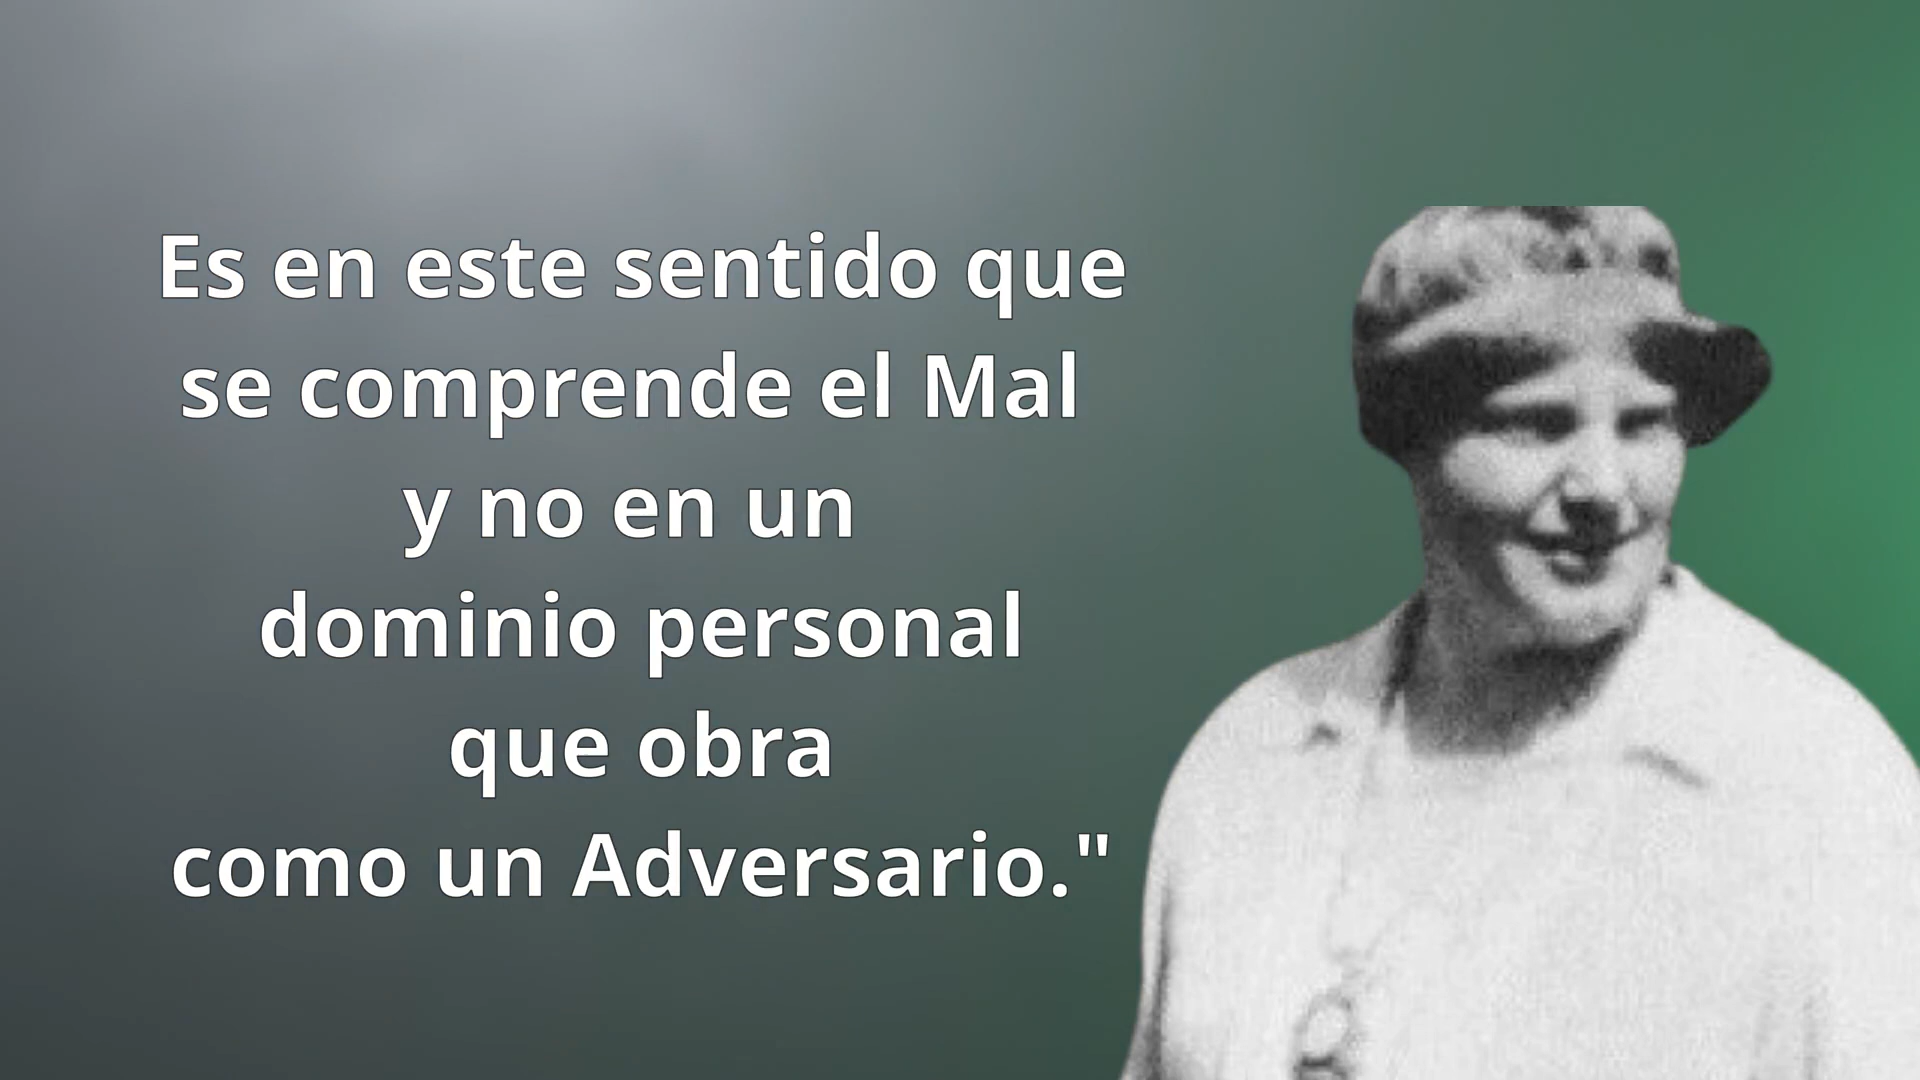 Es en este sentido que
se comprende el Mal
y no en un
dominio personal
que obra
como un Adversario."